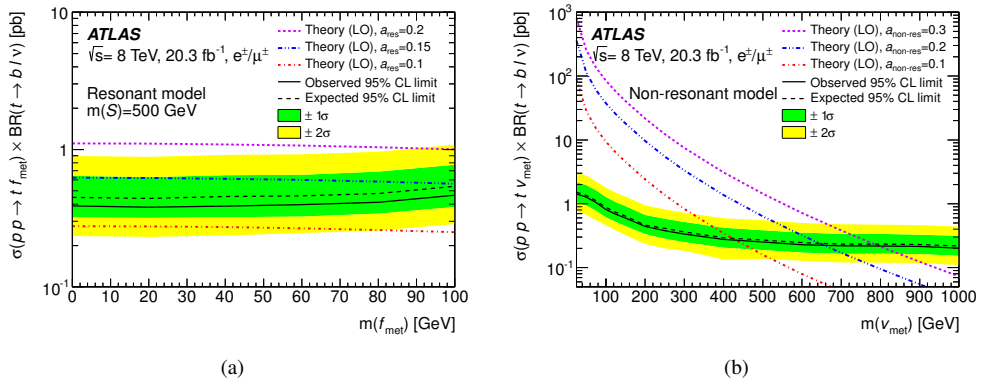 σ(p p → t f_met) × BR(t → b l ν) [pb]
10
1
10⁻¹
ATLAS
√s= 8 TeV, 20.3 fb⁻¹, e±/μ±
Resonant model
m(S)=500 GeV
Theory (LO), a_res=0.2
Theory (LO), a_res=0.15
Theory (LO), a_res=0.1
Observed 95% CL limit
Expected 95% CL limit
± 1σ
± 2σ
0 10 20 30 40 50 60 70 80 90 100
m(f_met) [GeV]
(a)
σ(p p → t v_met) × BR(t → b l ν) [pb]
10³
10²
10
1
10⁻¹
ATLAS
√s= 8 TeV, 20.3 fb⁻¹, e±/μ±
Non-resonant model
Theory (LO), a_non-res=0.3
Theory (LO), a_non-res=0.2
Theory (LO), a_non-res=0.1
Observed 95% CL limit
Expected 95% CL limit
± 1σ
± 2σ
100 200 300 400 500 600 700 800 900 1000
m(v_met) [GeV]
(b)